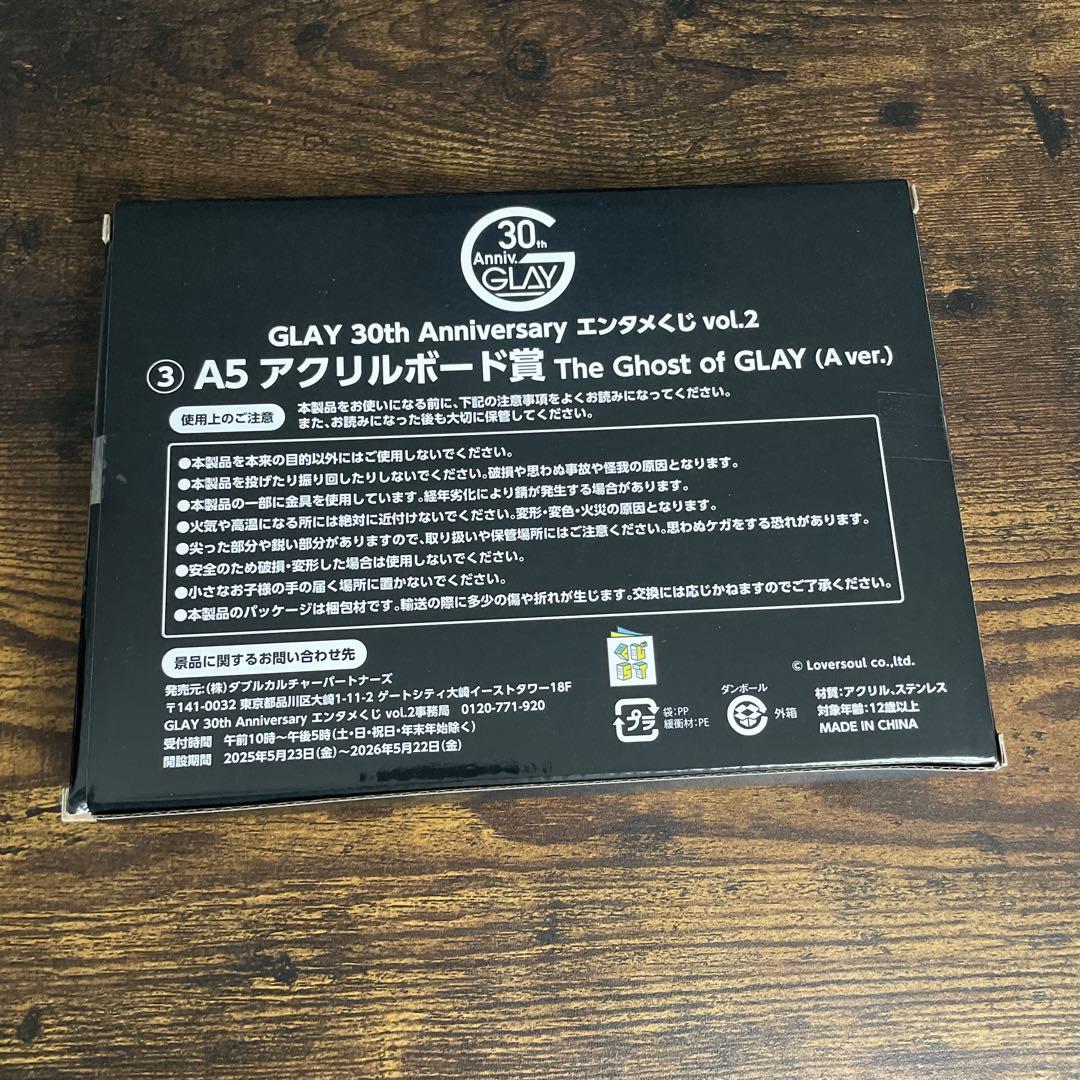 30th
Anniv.
GLAY
GLAY 30th Anniversary エンタメくじ vol.2
③ A5 アクリルボード賞 The Ghost of GLAY (A ver.)
使用上のご注意
本製品をお使いになる前に、下記の注意事項をよくお読みになってください。
また、お読みになった後も大切に保管してください。
●本製品を本来の目的以外にはご使用しないでください。
●本製品を投げたり振り回したりしないでください。破損や思わぬ事故や怪我の原因となります。
●本製品の一部に金具を使用しています。経年劣化により錆が発生する場合があります。
●火気や高温になる所には絶対に近付けないでください。変形・変色・火災の原因となります。
●尖った部分や鋭い部分がありますので、取り扱いや保管場所にはご注意ください。思わぬケガをする恐れがあります。
●安全のため破損・変形した場合は使用しないでください。
●小さなお子様の手の届く場所に置かないでください。
●本製品のパッケージは梱包材です。輸送の際に多少の傷や折れが生じます。交換には応じかねますのでご了承ください。
景品に関するお問い合わせ先
発売元:(株)ダブルカルチャーパートナーズ
〒141-0032 東京都品川区大崎1-11-2 ゲートシティ大崎イーストタワー18F
GLAY 30th Anniversary エンタメくじ vol.2事務局 0120-771-920
受付時間 午前10時～午後5時(土・日・祝日・年末年始除く)
開設期間 2025年5月23日(金)～2026年5月22日(金)
プラ
袋:PP
緩衝材:PE
ダンボール
外箱
© Loversoul co.,ltd.
材質:アクリル、ステンレス
対象年齢:12歳以上
MADE IN CHINA